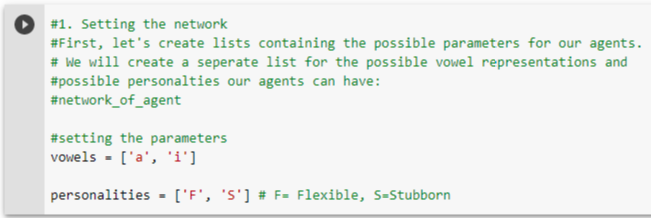 #1. Setting the network
#First, let's create lists containing the possible parameters for our agents.
# We will create a seperate list for the possible vowel representations and
#possible personalties our agents can have:
#network_of_agent
#setting the parameters
vowels = ['a', 'i']
personalities = ['F', 'S'] # F= Flexible, S=Stubborn